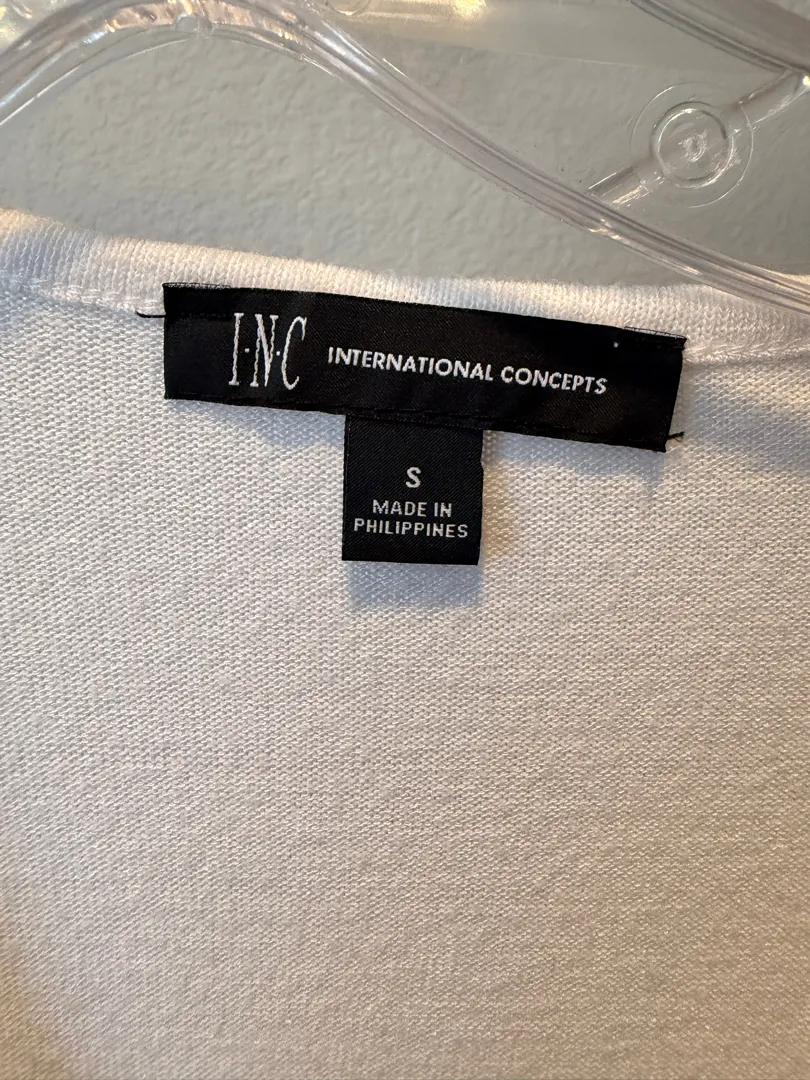 I·N·C INTERNATIONAL CONCEPTS
S
MADE IN
PHILIPPINES